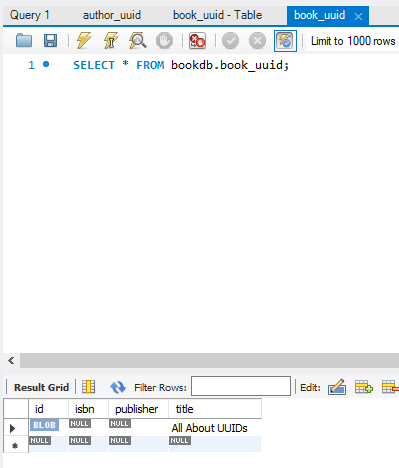 Query 1 author_uuid book_uuid - Table book_uuid
Limit to 1000 rows
1 SELECT * FROM bookdb.book_uuid;
Result Grid Filter Rows: Edit:
id isbn publisher title
BLOB NULL NULL All About UUIDs
NULL NULL NULL NULL